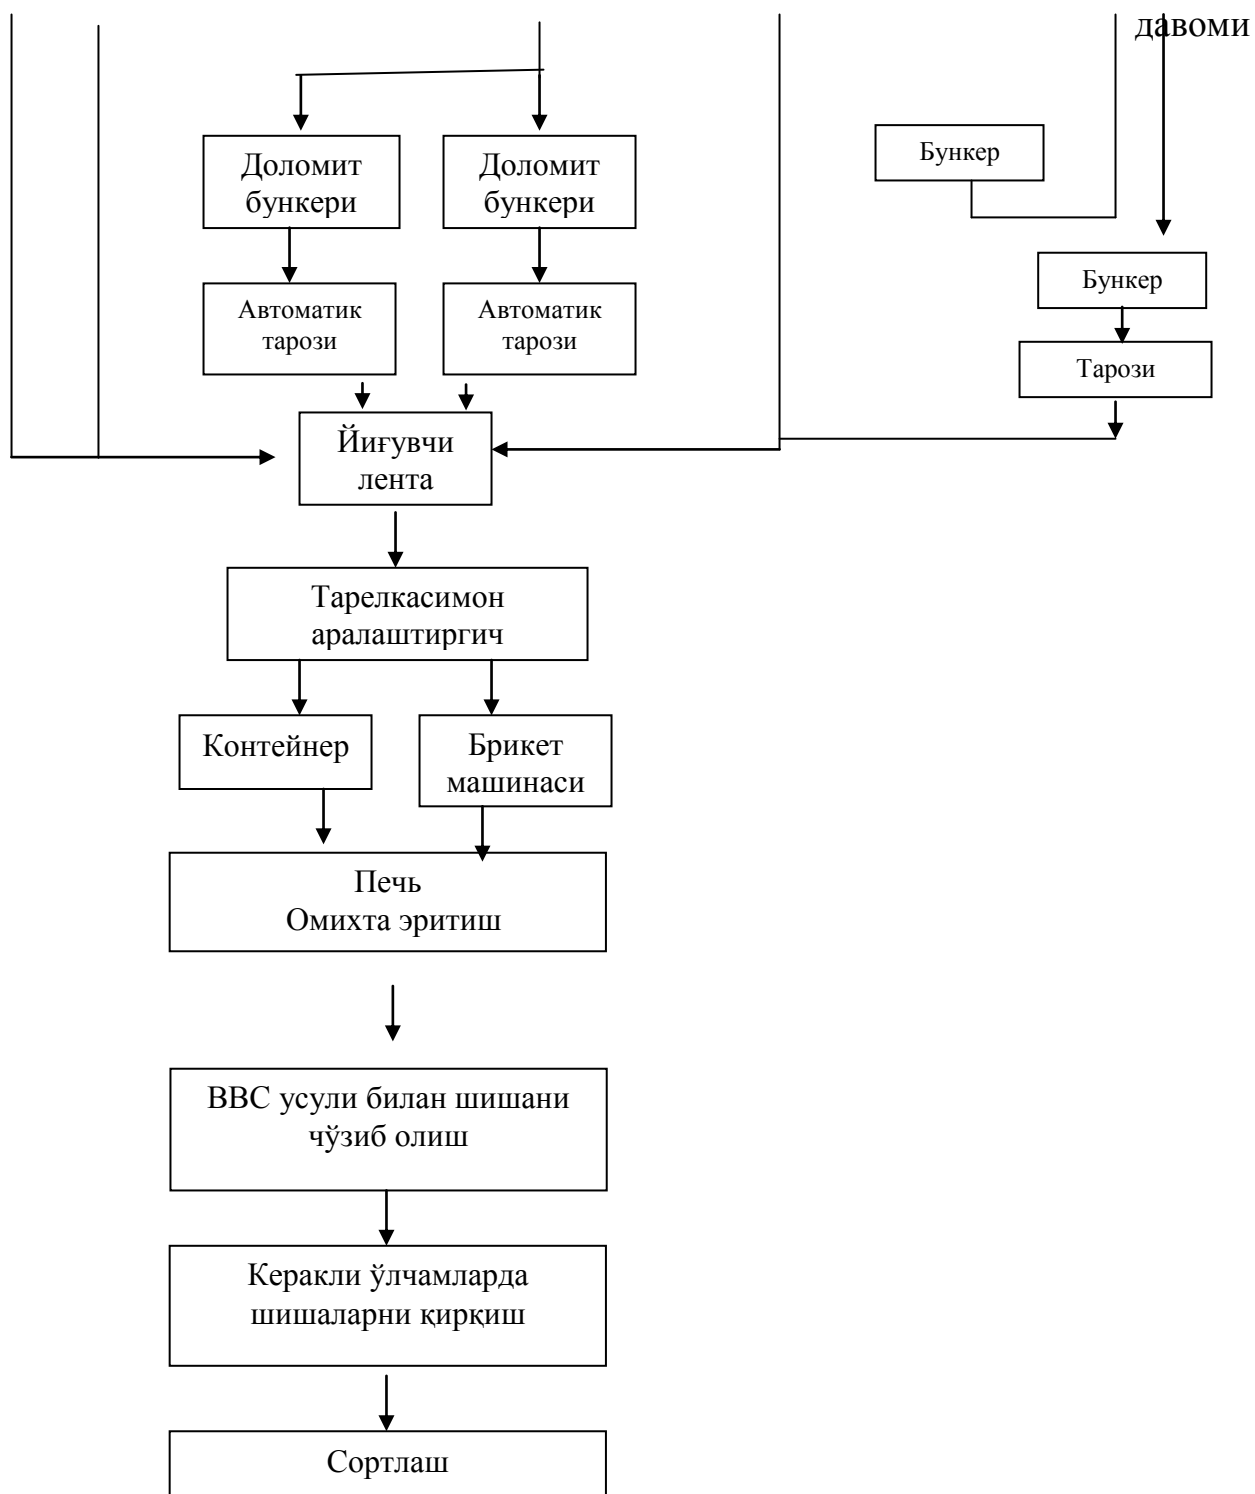 давоми
Бункер
Доломит
бункери
Доломит
бункери
Бункер
Автоматик
тарози
Автоматик
тарози
Тарози
Йиғувчи
лента
Тарелкасимон
аралаштиргич
Контейнер
Брикет
машинаси
Печь
Омихта эритиш
ВВС усули билан шишани
чўзиб олиш
Керакли ўлчамларда
шишаларни қирқиш
Сортлаш